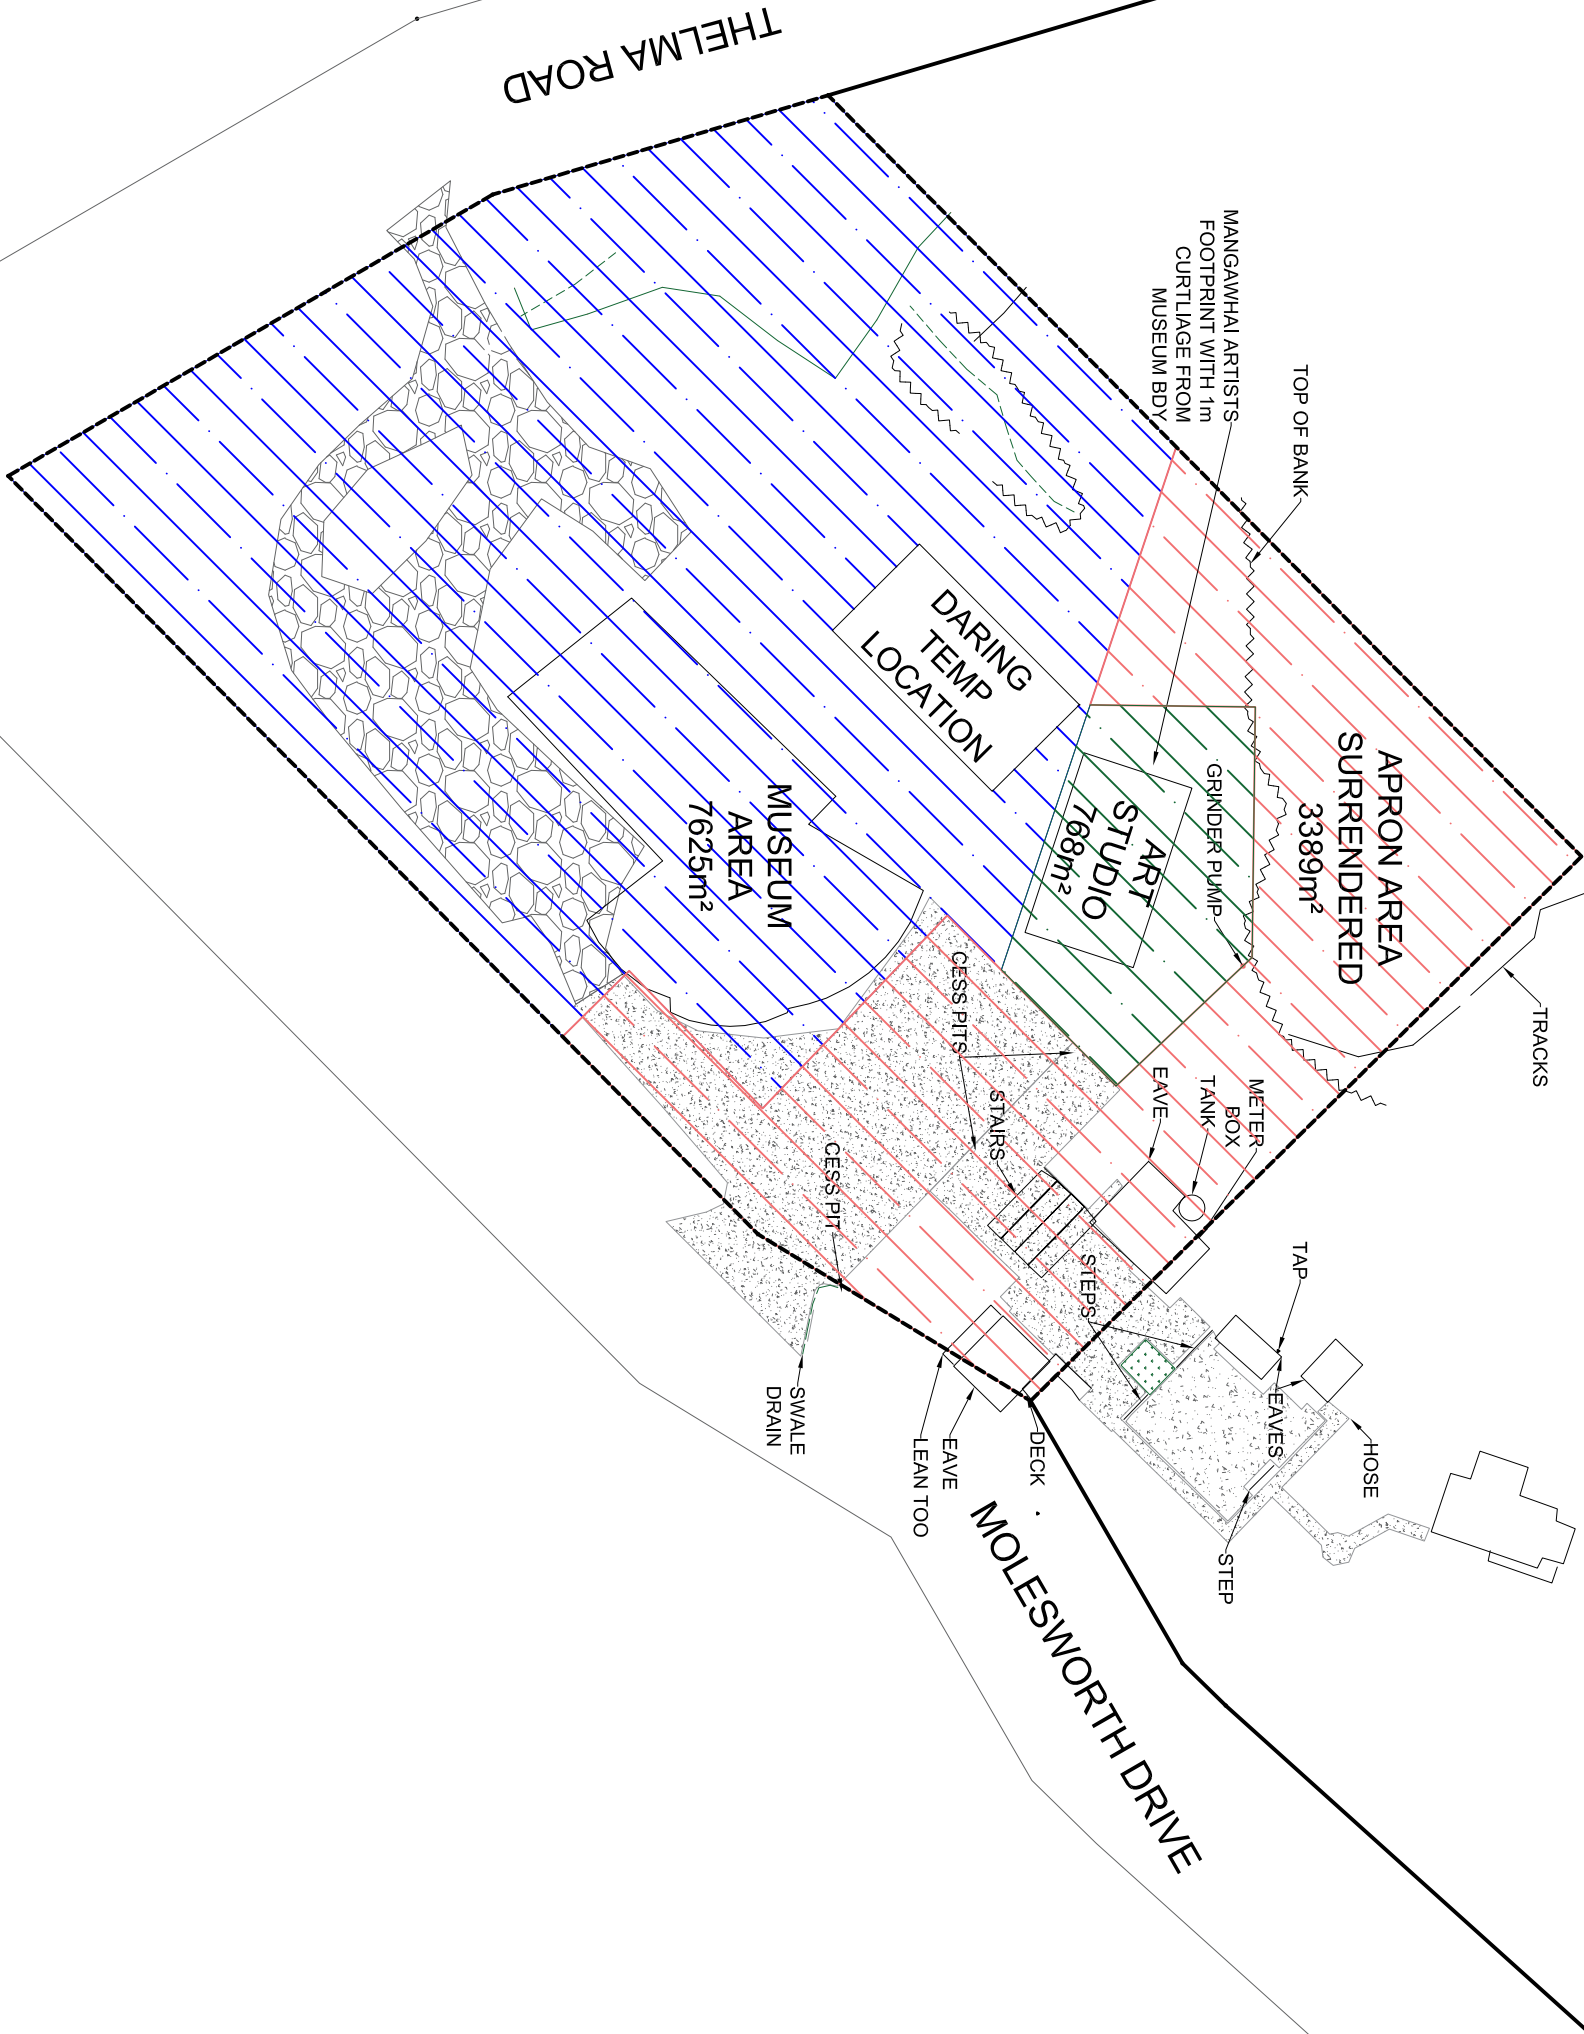 THELMA ROAD
MANGAWHAI ARTISTS
FOOTPRINT WITH 1m
CURTLIAGE FROM
MUSEUM BDY
TOP OF BANK
DARING
TEMP
LOCATION
APRON AREA
SURRENDERED
3389m²
GRINDER PUMP
ART
STUDIO
768m²
MUSEUM
AREA
7625m²
TRACKS
CESS PITS
STAIRS
EAVE
TANK
METER
BOX
CESS PIT
STEPS
TAP
EAVES
HOSE
STEP
SWALE
DRAIN
DECK
EAVE
LEAN TOO
MOLESWORTH DRIVE